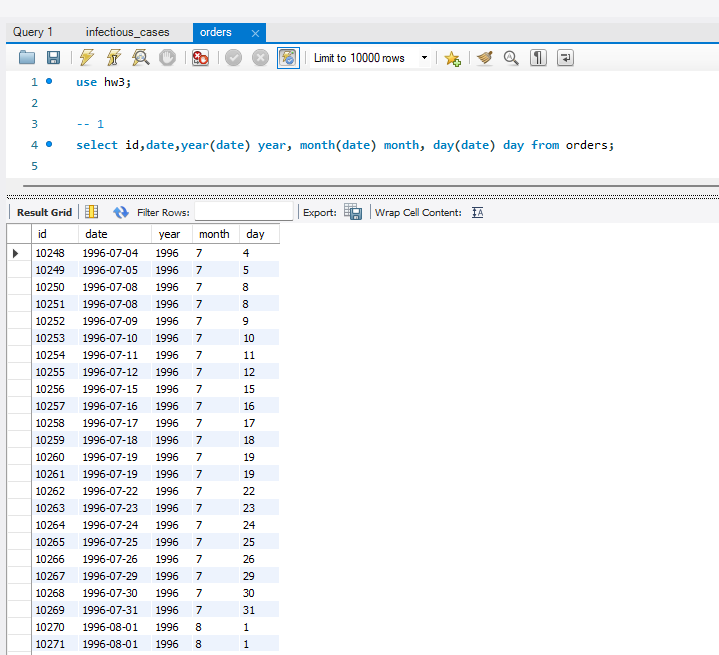 Query 1 infectious_cases orders
Limit to 10000 rows
1 use hw3;
2
3 -- 1
4 select id,date,year(date) year, month(date) month, day(date) day from orders;
5
Result Grid Filter Rows: Export: Wrap Cell Content: IA
id date year month day
10248 1996-07-04 1996 7 4
10249 1996-07-05 1996 7 5
10250 1996-07-08 1996 7 8
10251 1996-07-08 1996 7 8
10252 1996-07-09 1996 7 9
10253 1996-07-10 1996 7 10
10254 1996-07-11 1996 7 11
10255 1996-07-12 1996 7 12
10256 1996-07-15 1996 7 15
10257 1996-07-16 1996 7 16
10258 1996-07-17 1996 7 17
10259 1996-07-18 1996 7 18
10260 1996-07-19 1996 7 19
10261 1996-07-19 1996 7 19
10262 1996-07-22 1996 7 22
10263 1996-07-23 1996 7 23
10264 1996-07-24 1996 7 24
10265 1996-07-25 1996 7 25
10266 1996-07-26 1996 7 26
10267 1996-07-29 1996 7 29
10268 1996-07-30 1996 7 30
10269 1996-07-31 1996 7 31
10270 1996-08-01 1996 8 1
10271 1996-08-01 1996 8 1